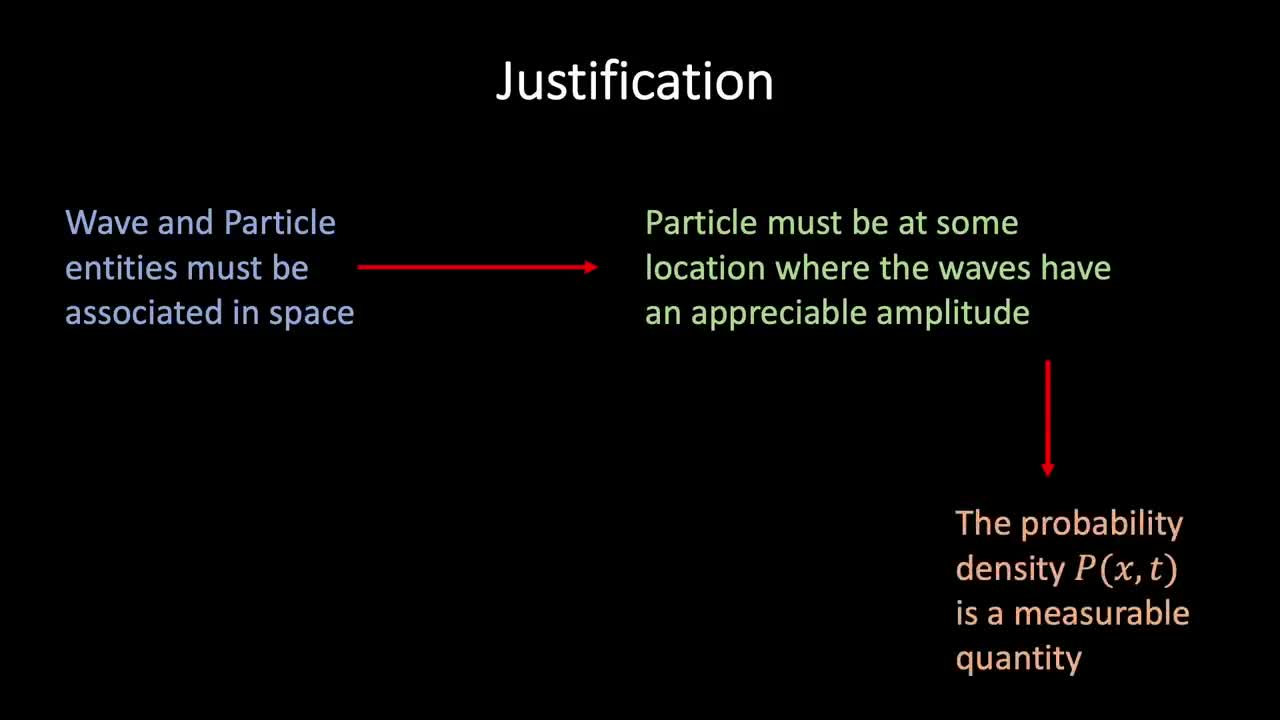 Justification
Wave and Particle
entities must be
associated in space
Particle must be at some
location where the waves have
an appreciable amplitude
The probability
density 𝑃(𝑥, 𝑡)
is a measurable
quantity